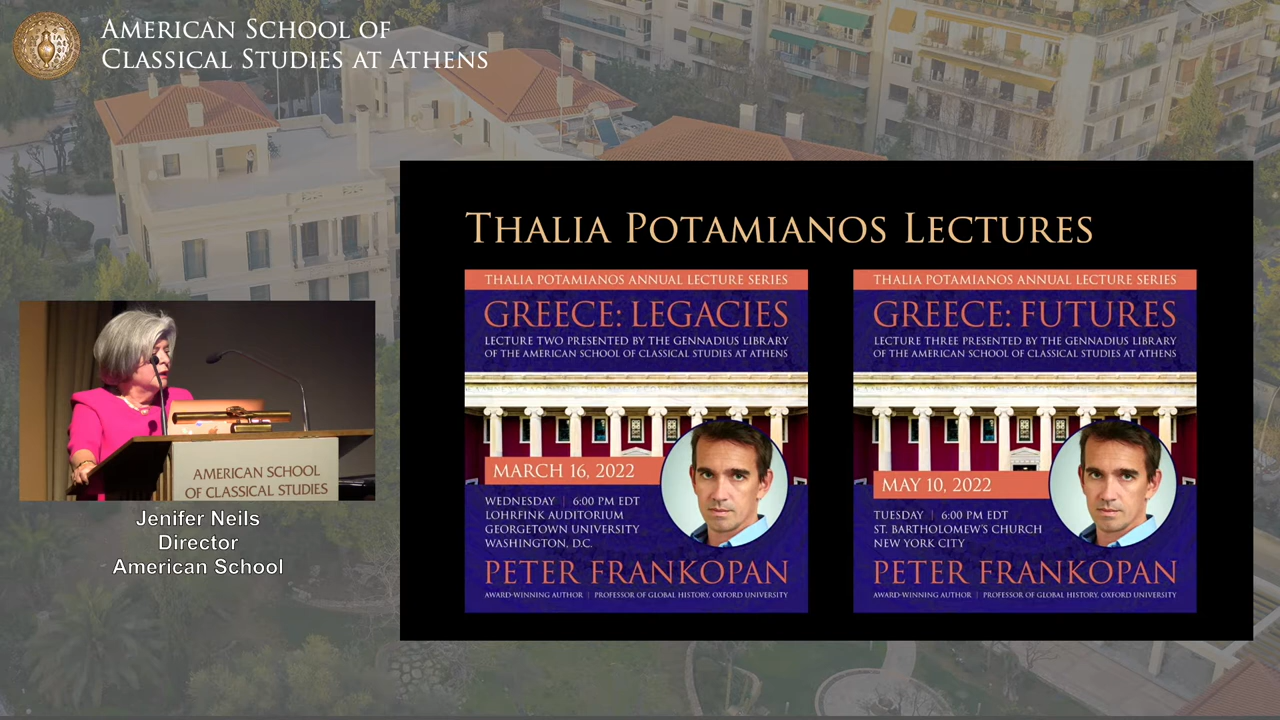 AMERICAN SCHOOL OF
CLASSICAL STUDIES AT ATHENS
AMERICAN SCHOOL
OF CLASSICAL STUDIES
Jenifer Neils
Director
American School
THALIA POTAMIANOS LECTURES
THALIA POTAMIANOS ANNUAL LECTURE SERIES
GREECE: LEGACIES
LECTURE TWO PRESENTED BY THE GENNADIUS LIBRARY
OF THE AMERICAN SCHOOL OF CLASSICAL STUDIES AT ATHENS
MARCH 16, 2022
WEDNESDAY | 6:00 PM EDT
LOHRFINK AUDITORIUM
GEORGETOWN UNIVERSITY
WASHINGTON, D.C.
PETER FRANKOPAN
AWARD-WINNING AUTHOR | PROFESSOR OF GLOBAL HISTORY, OXFORD UNIVERSITY
THALIA POTAMIANOS ANNUAL LECTURE SERIES
GREECE: FUTURES
LECTURE THREE PRESENTED BY THE GENNADIUS LIBRARY
OF THE AMERICAN SCHOOL OF CLASSICAL STUDIES AT ATHENS
MAY 10, 2022
TUESDAY | 6:00 PM EDT
ST. BARTHOLOMEW'S CHURCH
NEW YORK CITY
PETER FRANKOPAN
AWARD-WINNING AUTHOR | PROFESSOR OF GLOBAL HISTORY, OXFORD UNIVERSITY